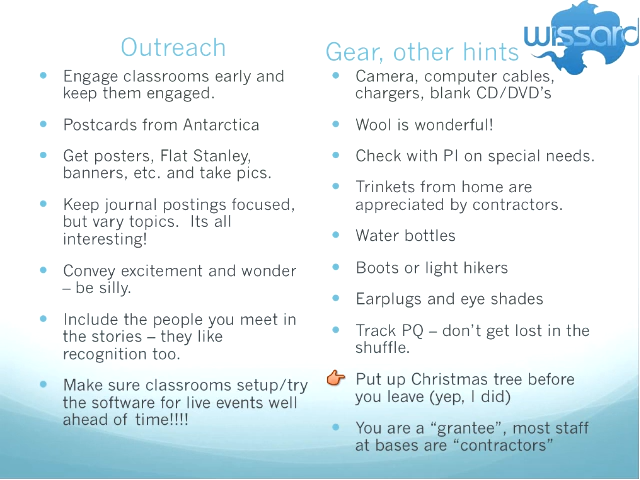 wissard
Outreach
Engage classrooms early and
keep them engaged.
Postcards from Antarctica
Get posters, Flat Stanley,
banners, etc. and take pics.
Keep journal postings focused,
but vary topics.  Its all
interesting!
Convey excitement and wonder
– be silly.
Include the people you meet in
the stories – they like
recognition too.
Make sure classrooms setup/try
the software for live events well
ahead of time!!!!
Gear, other hints
Camera, computer cables,
chargers, blank CD/DVD's
Wool is wonderful!
Check with PI on special needs.
Trinkets from home are
appreciated by contractors.
Water bottles
Boots or light hikers
Earplugs and eye shades
Track PQ – don't get lost in the
shuffle.
Put up Christmas tree before
you leave (yep, I did)
You are a "grantee", most staff
at bases are "contractors"